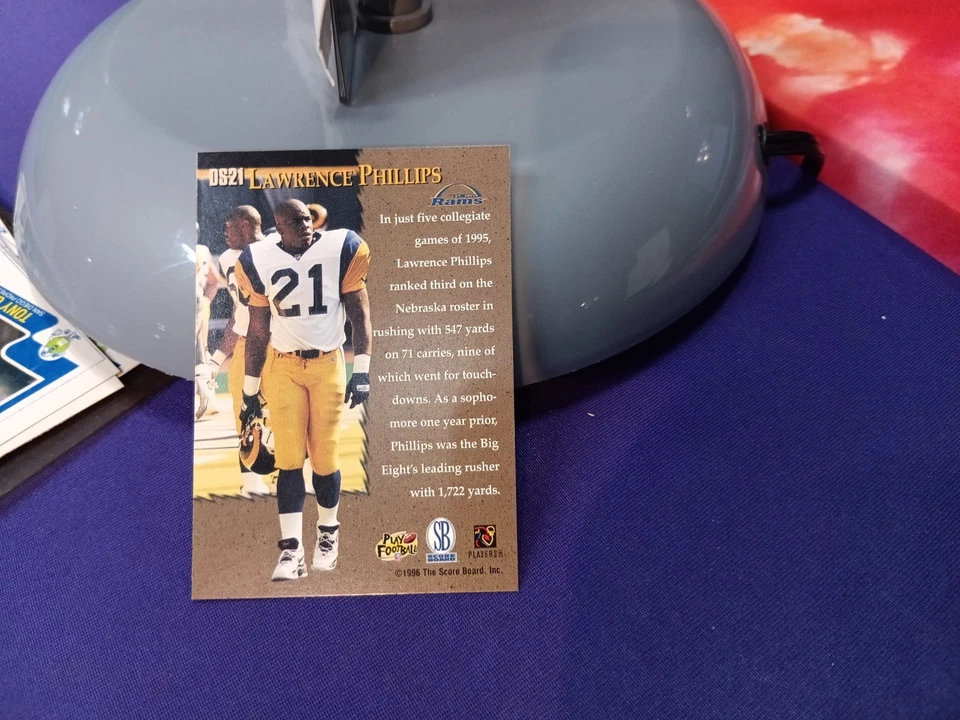 DS21 LAWRENCE PHILLIPS
Rams
In just five collegiate
games of 1995,
Lawrence Phillips
ranked third on the
Nebraska roster in
rushing with 547 yards
on 71 carries, nine of
which went for touch-
downs. As a sopho-
more one year prior,
Phillips was the Big
Eight's leading rusher
with 1,722 yards.
21
PLAY
FOOTBALL
SB
SCORE
BOARD
PLAYERS
©1996 The Score Board, Inc.
TONY